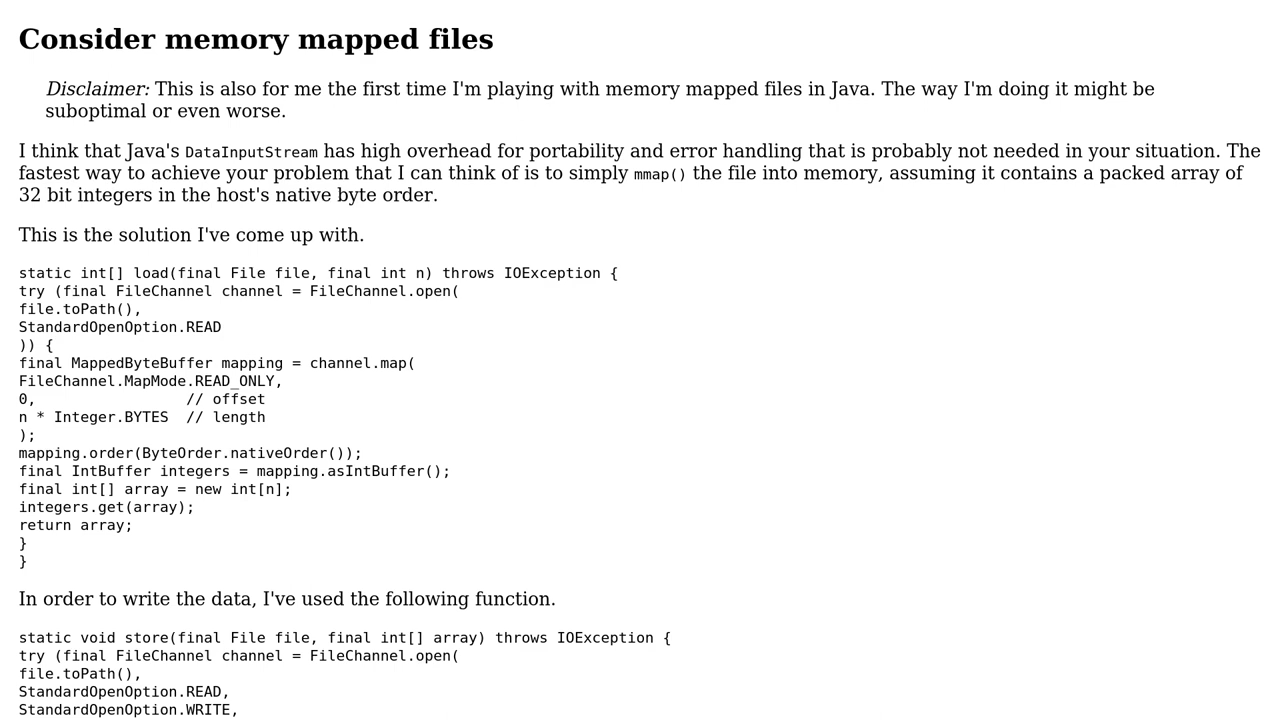 Consider memory mapped files
Disclaimer: This is also for me the first time I'm playing with memory mapped files in Java. The way I'm doing it might be
suboptimal or even worse.
I think that Java's DataInputStream has high overhead for portability and error handling that is probably not needed in your situation. The
fastest way to achieve your problem that I can think of is to simply mmap() the file into memory, assuming it contains a packed array of
32 bit integers in the host's native byte order.
This is the solution I've come up with.
static int[] load(final File file, final int n) throws IOException {
try (final FileChannel channel = FileChannel.open(
file.toPath(),
StandardOpenOption.READ
)) {
final MappedByteBuffer mapping = channel.map(
FileChannel.MapMode.READ_ONLY,
0,                 // offset
n * Integer.BYTES  // length
);
mapping.order(ByteOrder.nativeOrder());
final IntBuffer integers = mapping.asIntBuffer();
final int[] array = new int[n];
integers.get(array);
return array;
}
}
In order to write the data, I've used the following function.
static void store(final File file, final int[] array) throws IOException {
try (final FileChannel channel = FileChannel.open(
file.toPath(),
StandardOpenOption.READ,
StandardOpenOption.WRITE,